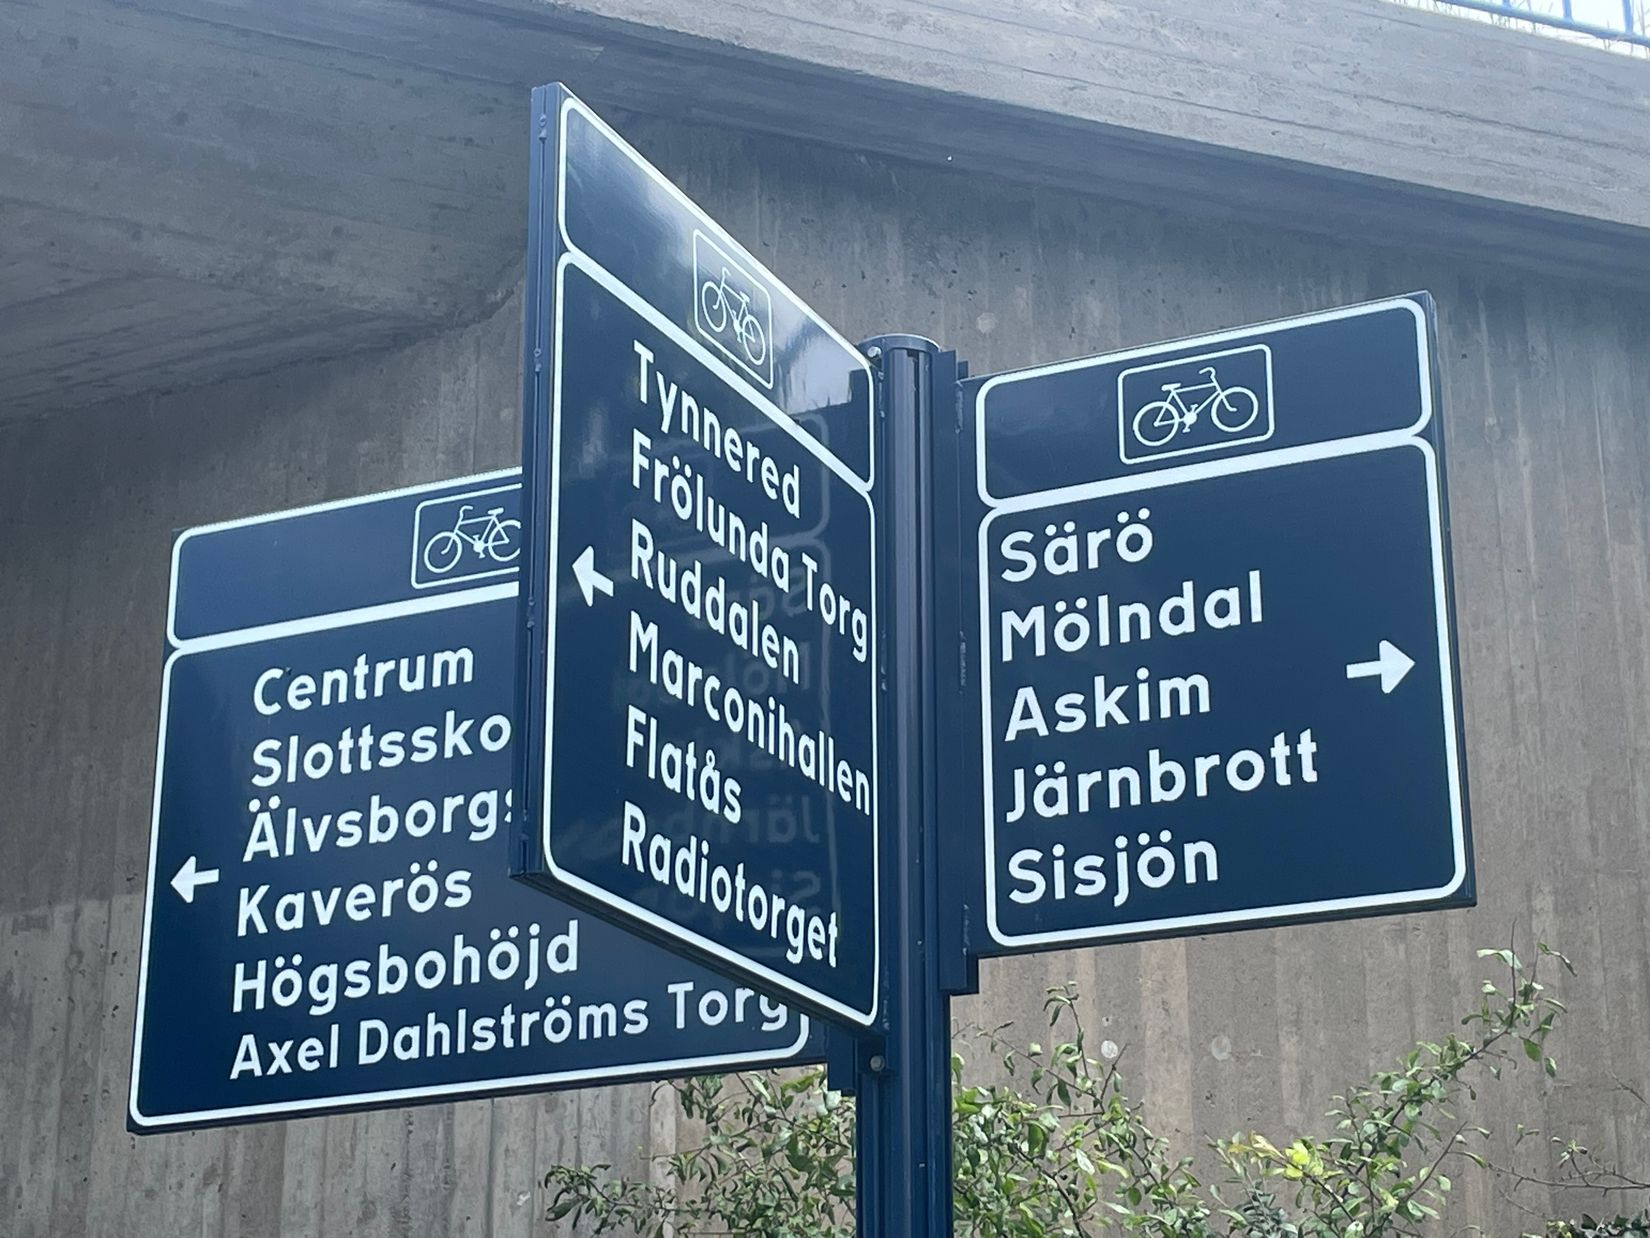 Centrum
Älvsborgs
Kaverös
Högsbohöjd
Axel Dahlströms Torg
Tynnered
Frölunda Torg
Ruddalen
Marconihallen
Flatås
Radiotorget
Särö
Mölndal
Askim
Järnbrott
Sisjön